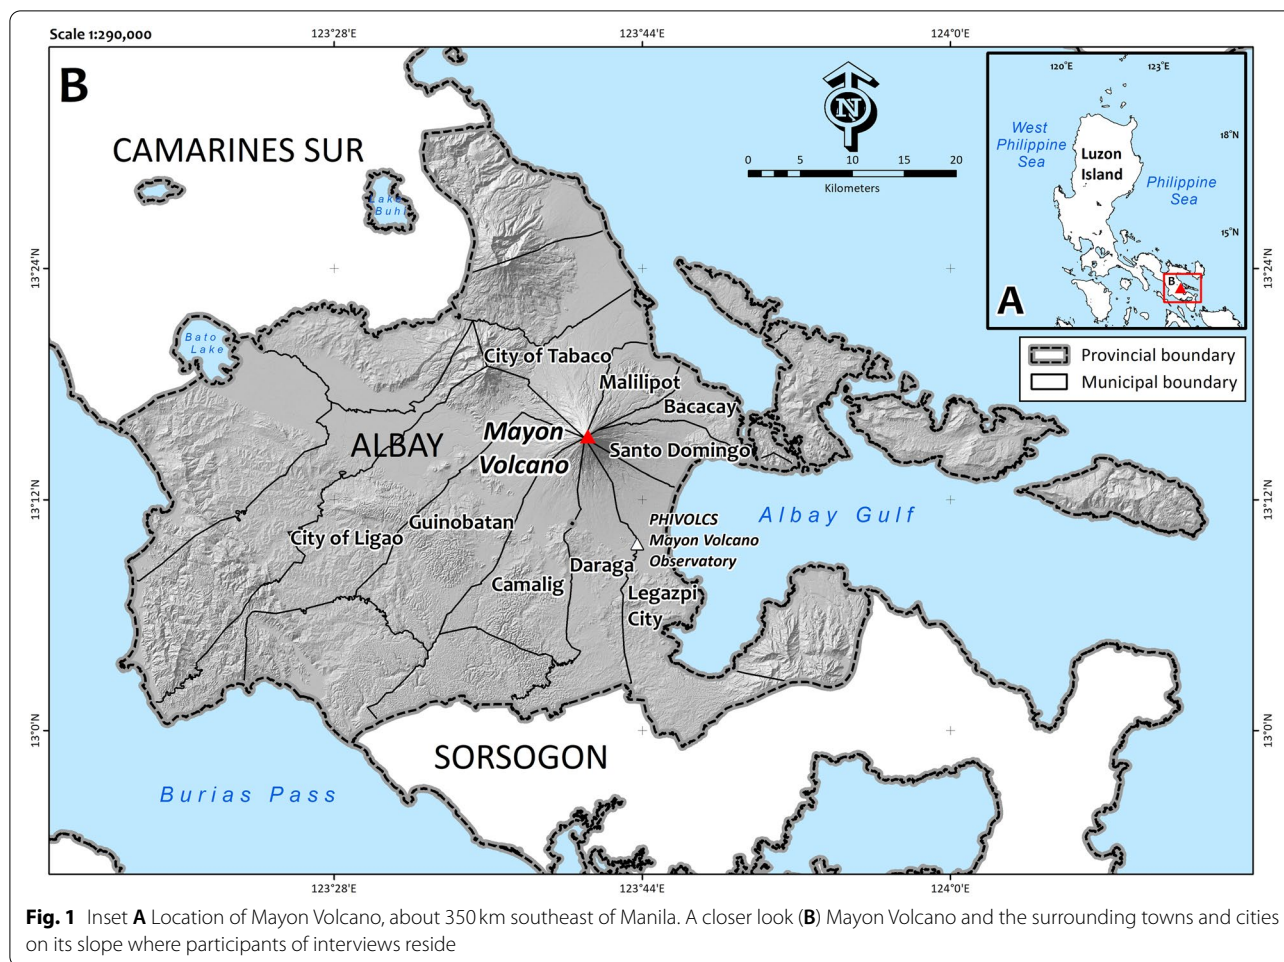 Scale 1:290,000
123°28'E
123°44'E
124°0'E
B
CAMARINES SUR
Lake
Buhi
N
0 5 10 15 20
Kilometers
120°E
123°E
West
Philippine
Sea
18°N
Luzon
Island
Philippine
Sea
15°N
B
A
13°24'N
13°24'N
Provincial boundary
Municipal boundary
Bato
Lake
City of Tabaco
Malilipot
Bacacay
ALBAY
Mayon
Volcano
Santo Domingo
13°12'N
13°12'N
Guinobatan
City of Ligao
PHIVOLCS
Mayon Volcano
Observatory
Albay Gulf
Daraga
Camalig
Legazpi
City
13°0'N
13°0'N
SORSOGON
Burias Pass
123°28'E
123°44'E
124°0'E
Fig. 1 Inset A Location of Mayon Volcano, about 350 km southeast of Manila. A closer look (B) Mayon Volcano and the surrounding towns and cities
on its slope where participants of interviews reside